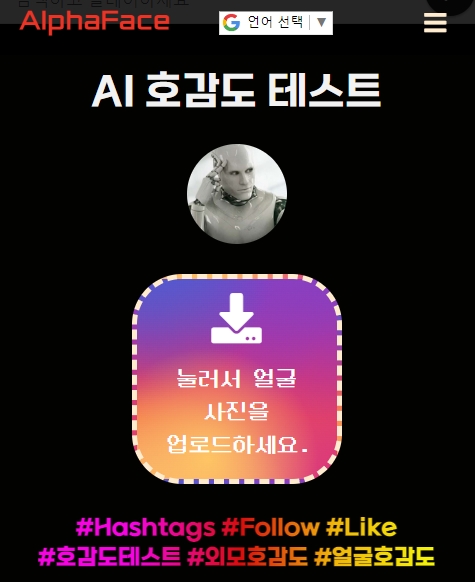 AlphaFace
언어 선택 ▼
AI 호감도 테스트
눌러서 얼굴
사진을
업로드하세요.
#Hashtags #Follow #Like
#호감도테스트 #외모호감도 #얼굴호감도